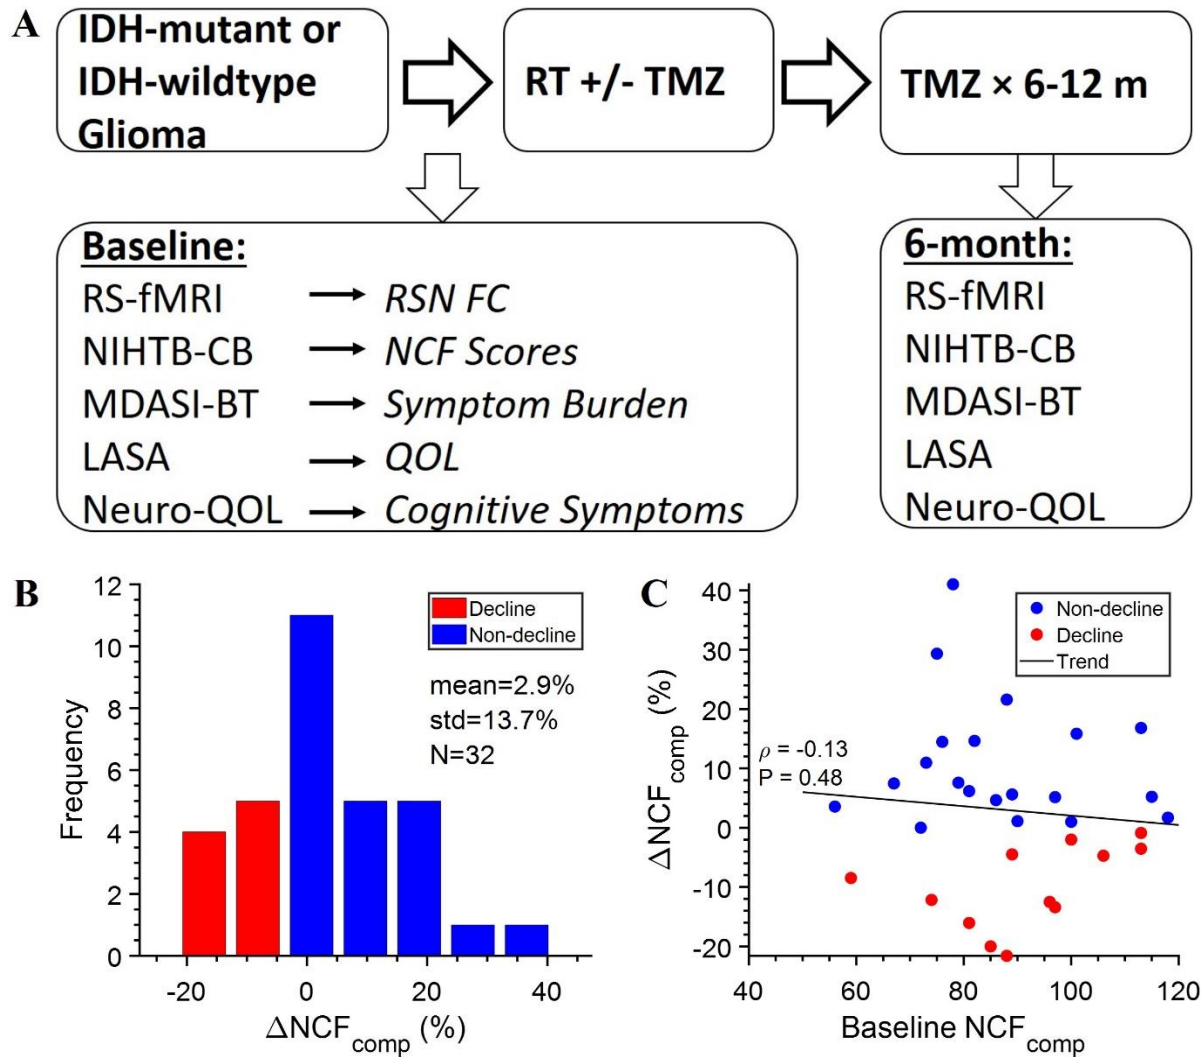 A
IDH-mutant or
IDH-wildtype
Glioma
RT +/- TMZ
TMZ × 6-12 m
Baseline:
RS-fMRI RSN FC
NIHTB-CB NCF Scores
MDASI-BT Symptom Burden
LASA QOL
Neuro-QOL Cognitive Symptoms
6-month:
RS-fMRI
NIHTB-CB
MDASI-BT
LASA
Neuro-QOL
B
12
10
8
6
4
2
0
Frequency
Decline
Non-decline
mean=2.9%
std=13.7%
N=32
-20 0 20 40
ΔNCFcomp (%)
C
40
30
20
10
0
-10
-20
ΔNCFcomp (%)
Non-decline
Decline
Trend
ρ = -0.13
P = 0.48
40 60 80 100 120
Baseline NCFcomp